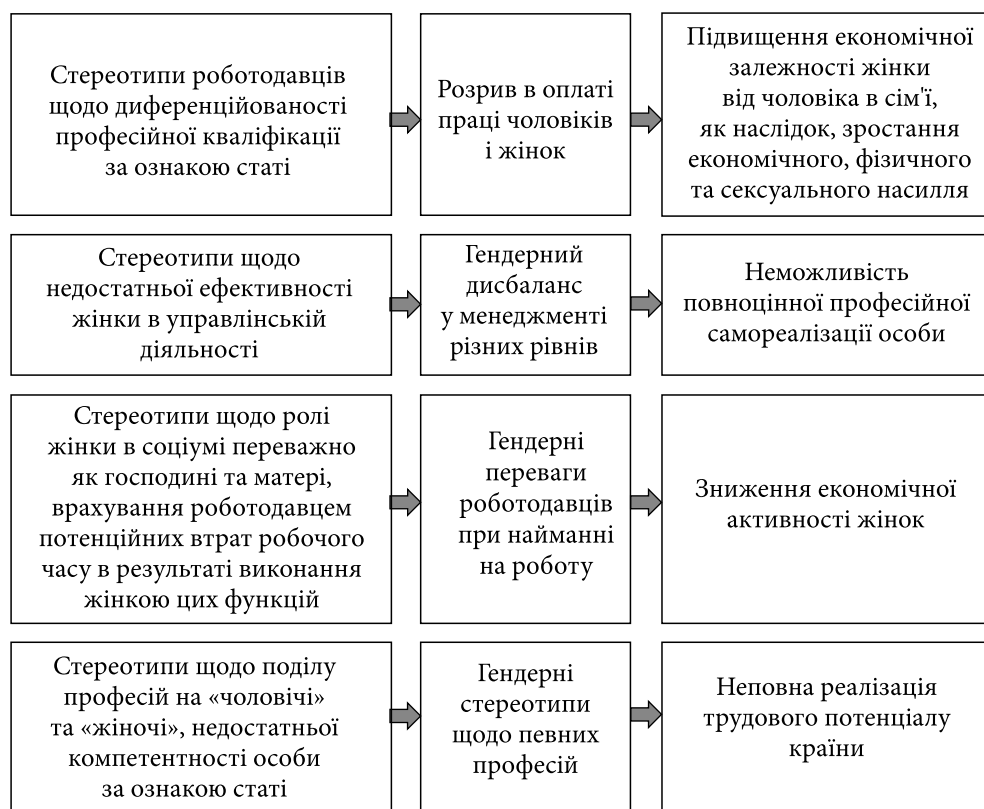 Стереотипи роботодавців
щодо диференційованості
професійної кваліфікації
за ознакою статі
Розрив в оплаті
праці чоловіків
і жінок
Підвищення економічної
залежності жінки
від чоловіка в сім'ї,
як наслідок, зростання
економічного, фізичного
та сексуального насилля
Стереотипи щодо
недостатньої ефективності
жінки в управлінській
діяльності
Гендерний
дисбаланс
у менеджменті
різних рівнів
Неможливість
повноцінної професійної
самореалізації особи
Стереотипи щодо ролі
жінки в соціумі переважно
як господині та матері,
врахування роботодавцем
потенційних втрат робочого
часу в результаті виконання
жінкою цих функцій
Гендерні
переваги
роботодавців
при найманні
на роботу
Зниження економічної
активності жінок
Стереотипи щодо поділу
професій на «чоловічі»
та «жіночі», недостатньої
компетентності особи
за ознакою статі
Гендерні
стереотипи
щодо певних
професій
Неповна реалізація
трудового потенціалу
країни